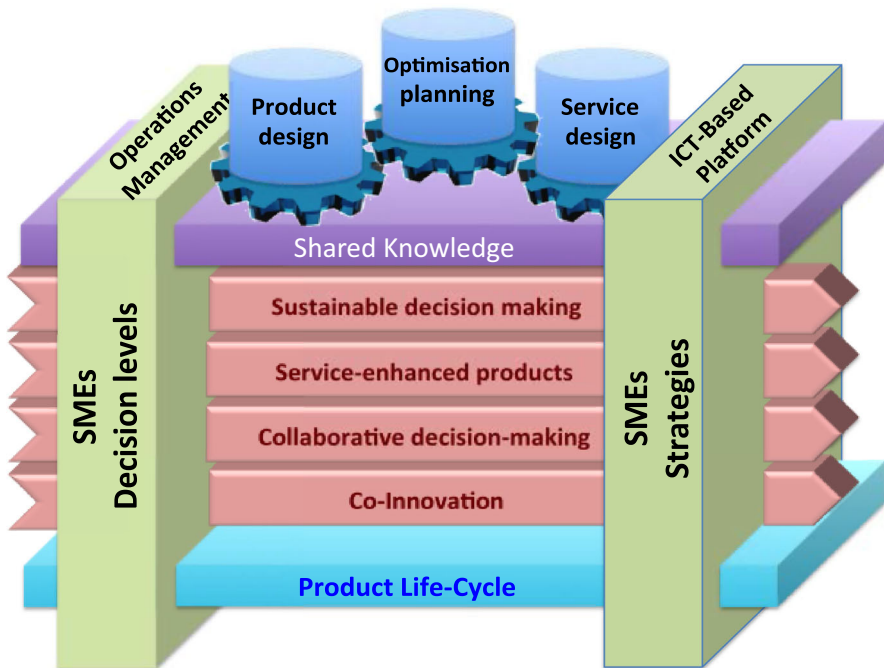 Optimisation
planning
Product
design
Service
design
Operations
Management
ICT-Based
Platform
Shared Knowledge
Sustainable decision making
Service-enhanced products
Collaborative decision-making
Co-Innovation
Product Life-Cycle
SMEs
Decision levels
SMEs
Strategies